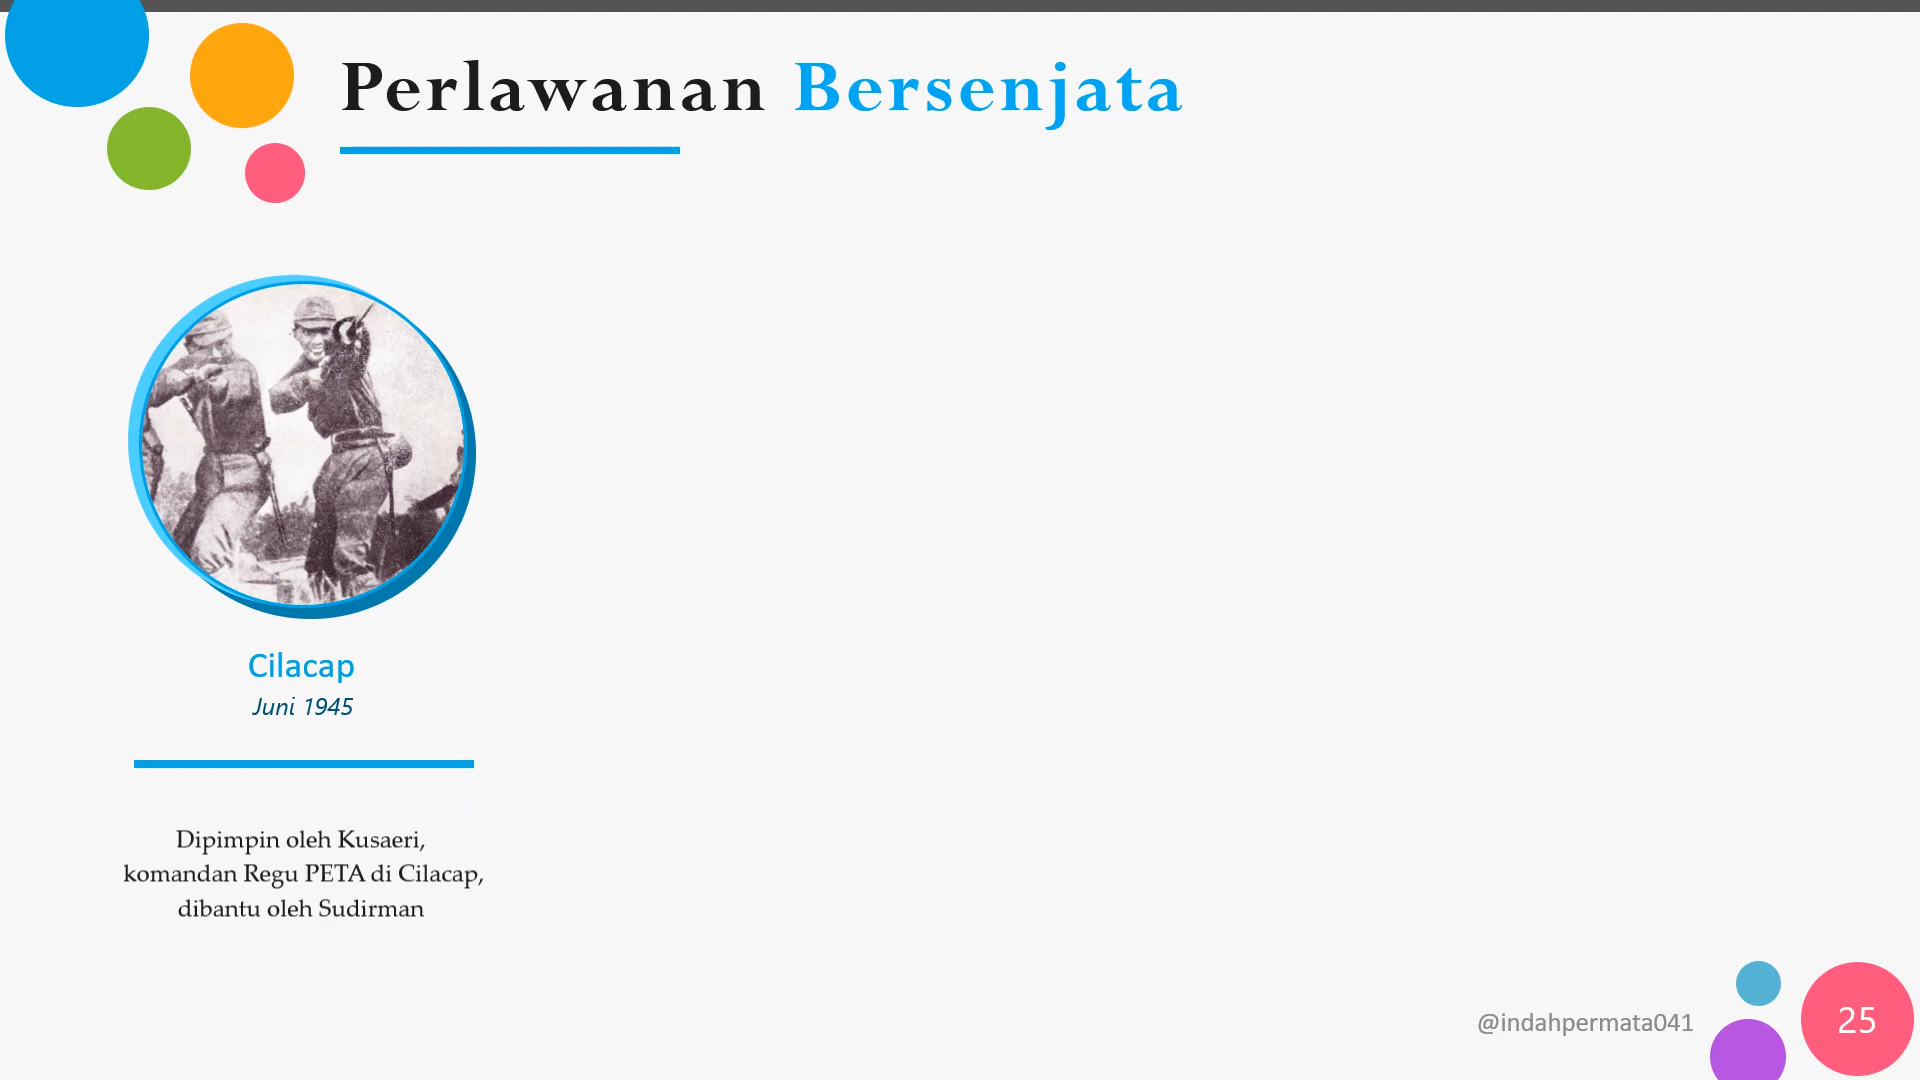 Perlawanan Bersenjata
Cilacap
Juni 1945
Dipimpin oleh Kusaeri,
komandan Regu PETA di Cilacap,
dibantu oleh Sudirman
@indahpermata041
25